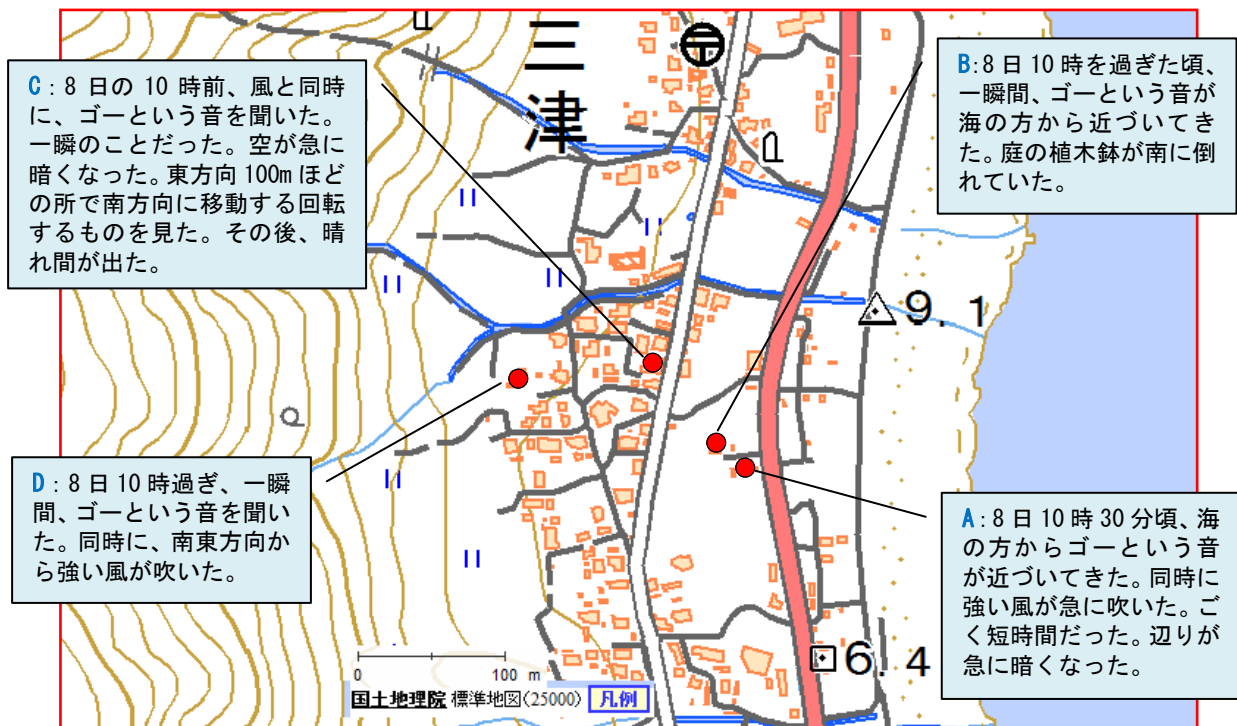 三
津
C：8 日の 10 時前、風と同時
に、ゴーという音を聞いた。
一瞬のことだった。空が急に
暗くなった。東方向 100m ほど
の所で南方向に移動する回転
するものを見た。その後、晴
れ間が出た。
B：8 日 10 時を過ぎた頃、
一瞬間、ゴーという音が
海の方から近づいてき
た。庭の植木鉢が南に倒
れていた。
9.1
D：8 日 10 時過ぎ、一瞬
間、ゴーという音を聞い
た。同時に、南東方向か
ら強い風が吹いた。
A：8 日 10 時 30 分頃、海
の方からゴーという音
が近づいてきた。同時に
強い風が急に吹いた。ご
く短時間だった。辺りが
急に暗くなった。
6.4
0 100 m
国土地理院 標準地図(25000) 凡例